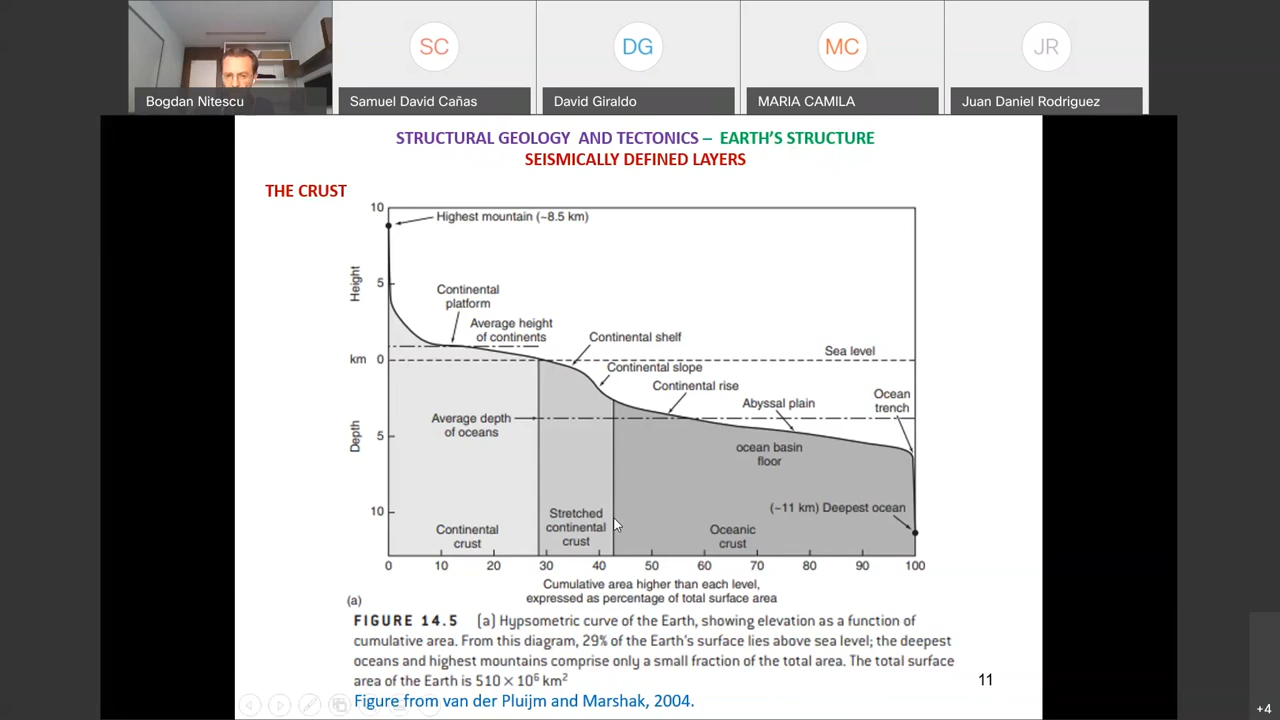 SC
DG
MC
JR
Bogdan Nitescu
Samuel David Cañas
David Giraldo
MARIA CAMILA
Juan Daniel Rodriguez
STRUCTURAL GEOLOGY AND TECTONICS – EARTH'S STRUCTURE
SEISMICALLY DEFINED LAYERS
THE CRUST
10
Highest mountain (~8.5 km)
Height
5
Continental
platform
Average height
of continents
Continental shelf
Sea level
km 0
Continental slope
Continental rise
Abyssal plain
Ocean
trench
Average depth
of oceans
Depth
5
ocean basin
floor
10
(~11 km) Deepest ocean
Continental
crust
Stretched
continental
crust
Oceanic
crust
0 10 20 30 40 50 60 70 80 90 100
Cumulative area higher than each level,
expressed as percentage of total surface area
(a)
FIGURE 14.5 (a) Hypsometric curve of the Earth, showing elevation as a function of
cumulative area. From this diagram, 29% of the Earth's surface lies above sea level; the deepest
oceans and highest mountains comprise only a small fraction of the total area. The total surface
area of the Earth is 510 × 10⁶ km²
11
Figure from van der Pluijm and Marshak, 2004.
+4